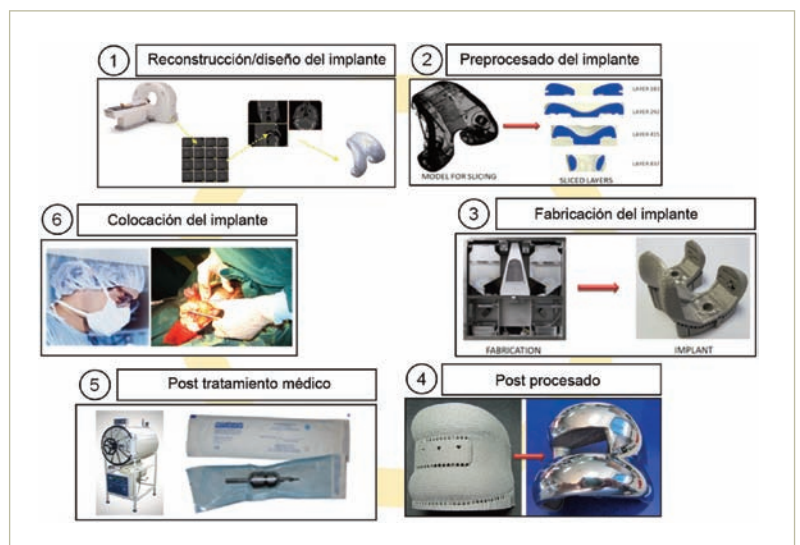 1
Reconstrucción/diseño del implante
2
Preprocesado del implante
MODEL FOR SLICING
SLICED LAYERS
3
Fabricación del implante
FABRICATION
IMPLANT
4
Post procesado
5
Post tratamiento médico
6
Colocación del implante